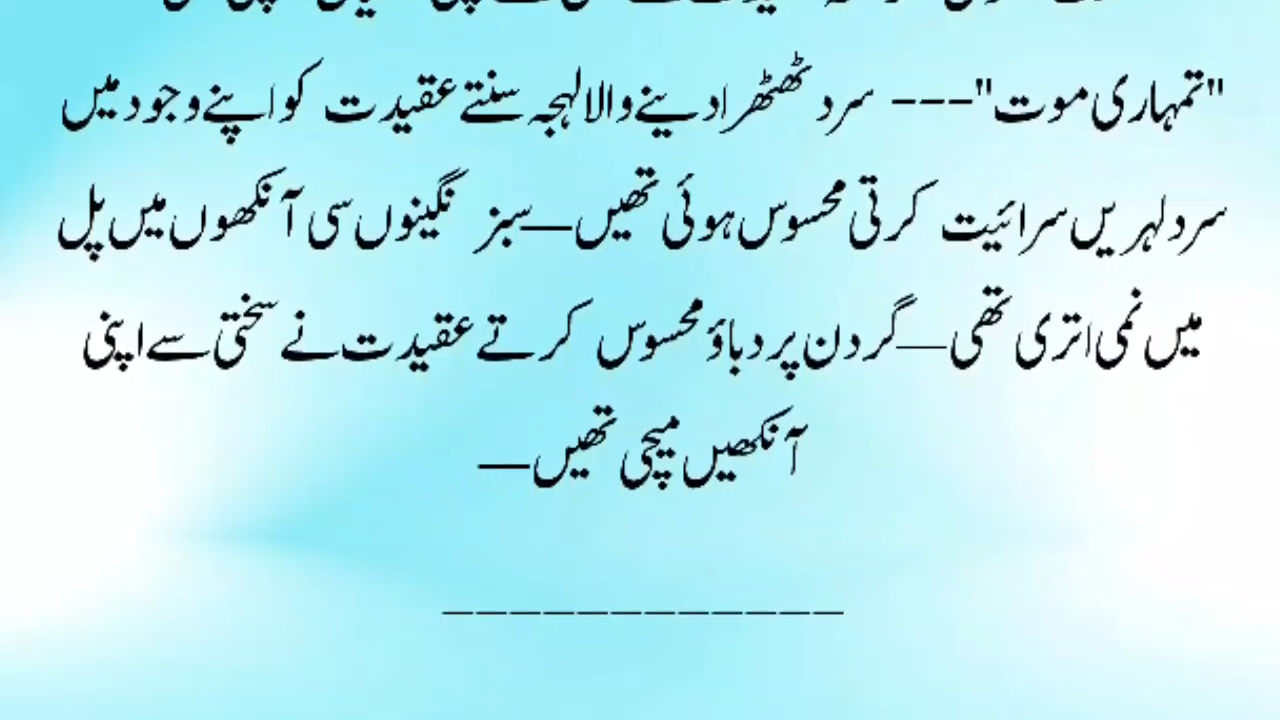 "تمہاری موت"--- سرد ٹھٹھرا دینے والا لہجہ سنتے عقیدت کو اپنے وجود میں
سرد لہریں سرائیت کرتی محسوس ہوئی تھیں—سبز نگینوں سی آنکھوں میں پل
میں نمی اتری تھی—گردن پر دباؤ محسوس کرتے عقیدت نے سختی سے اپنی
آنکھیں میچی تھیں—
____________